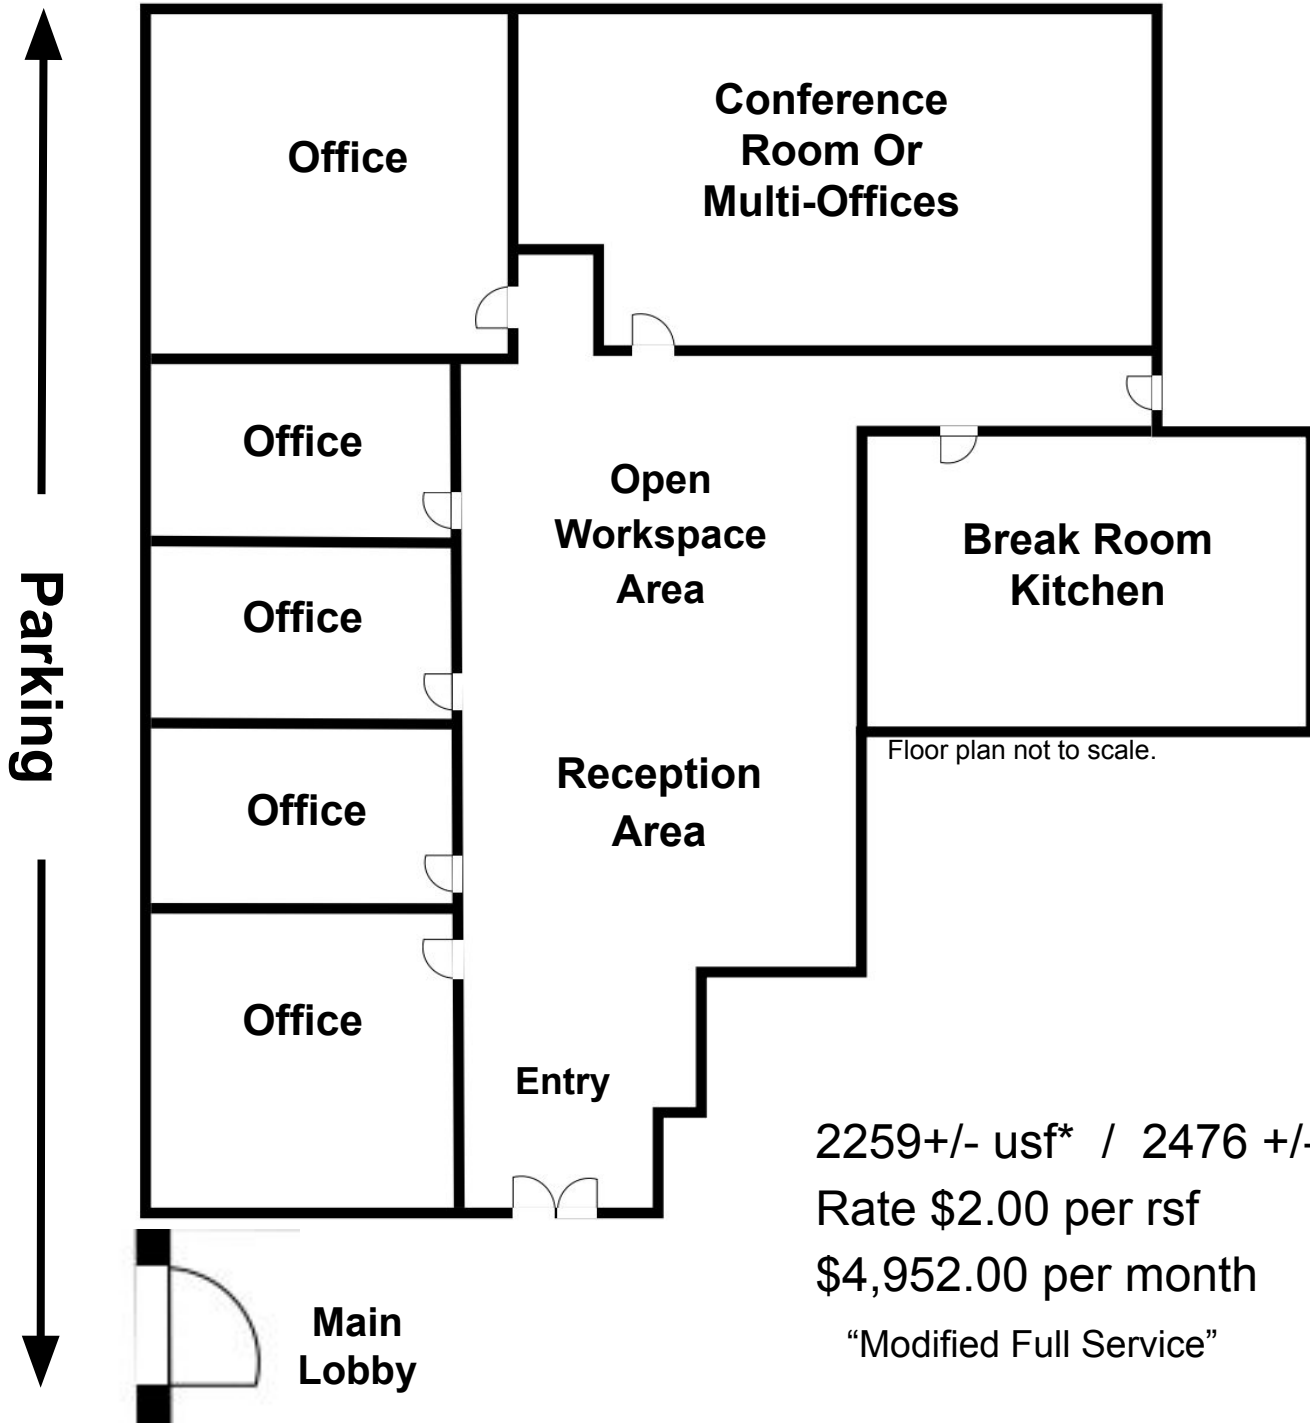 Office
Conference
Room Or
Multi-Offices
Office
Open
Workspace
Area
Break Room
Kitchen
Office
Parking
Floor plan not to scale.
Reception
Area
Office
Office
Entry
2259+/- usf* / 2476 +/-
Rate $2.00 per rsf
$4,952.00 per month
“Modified Full Service”
Main
Lobby